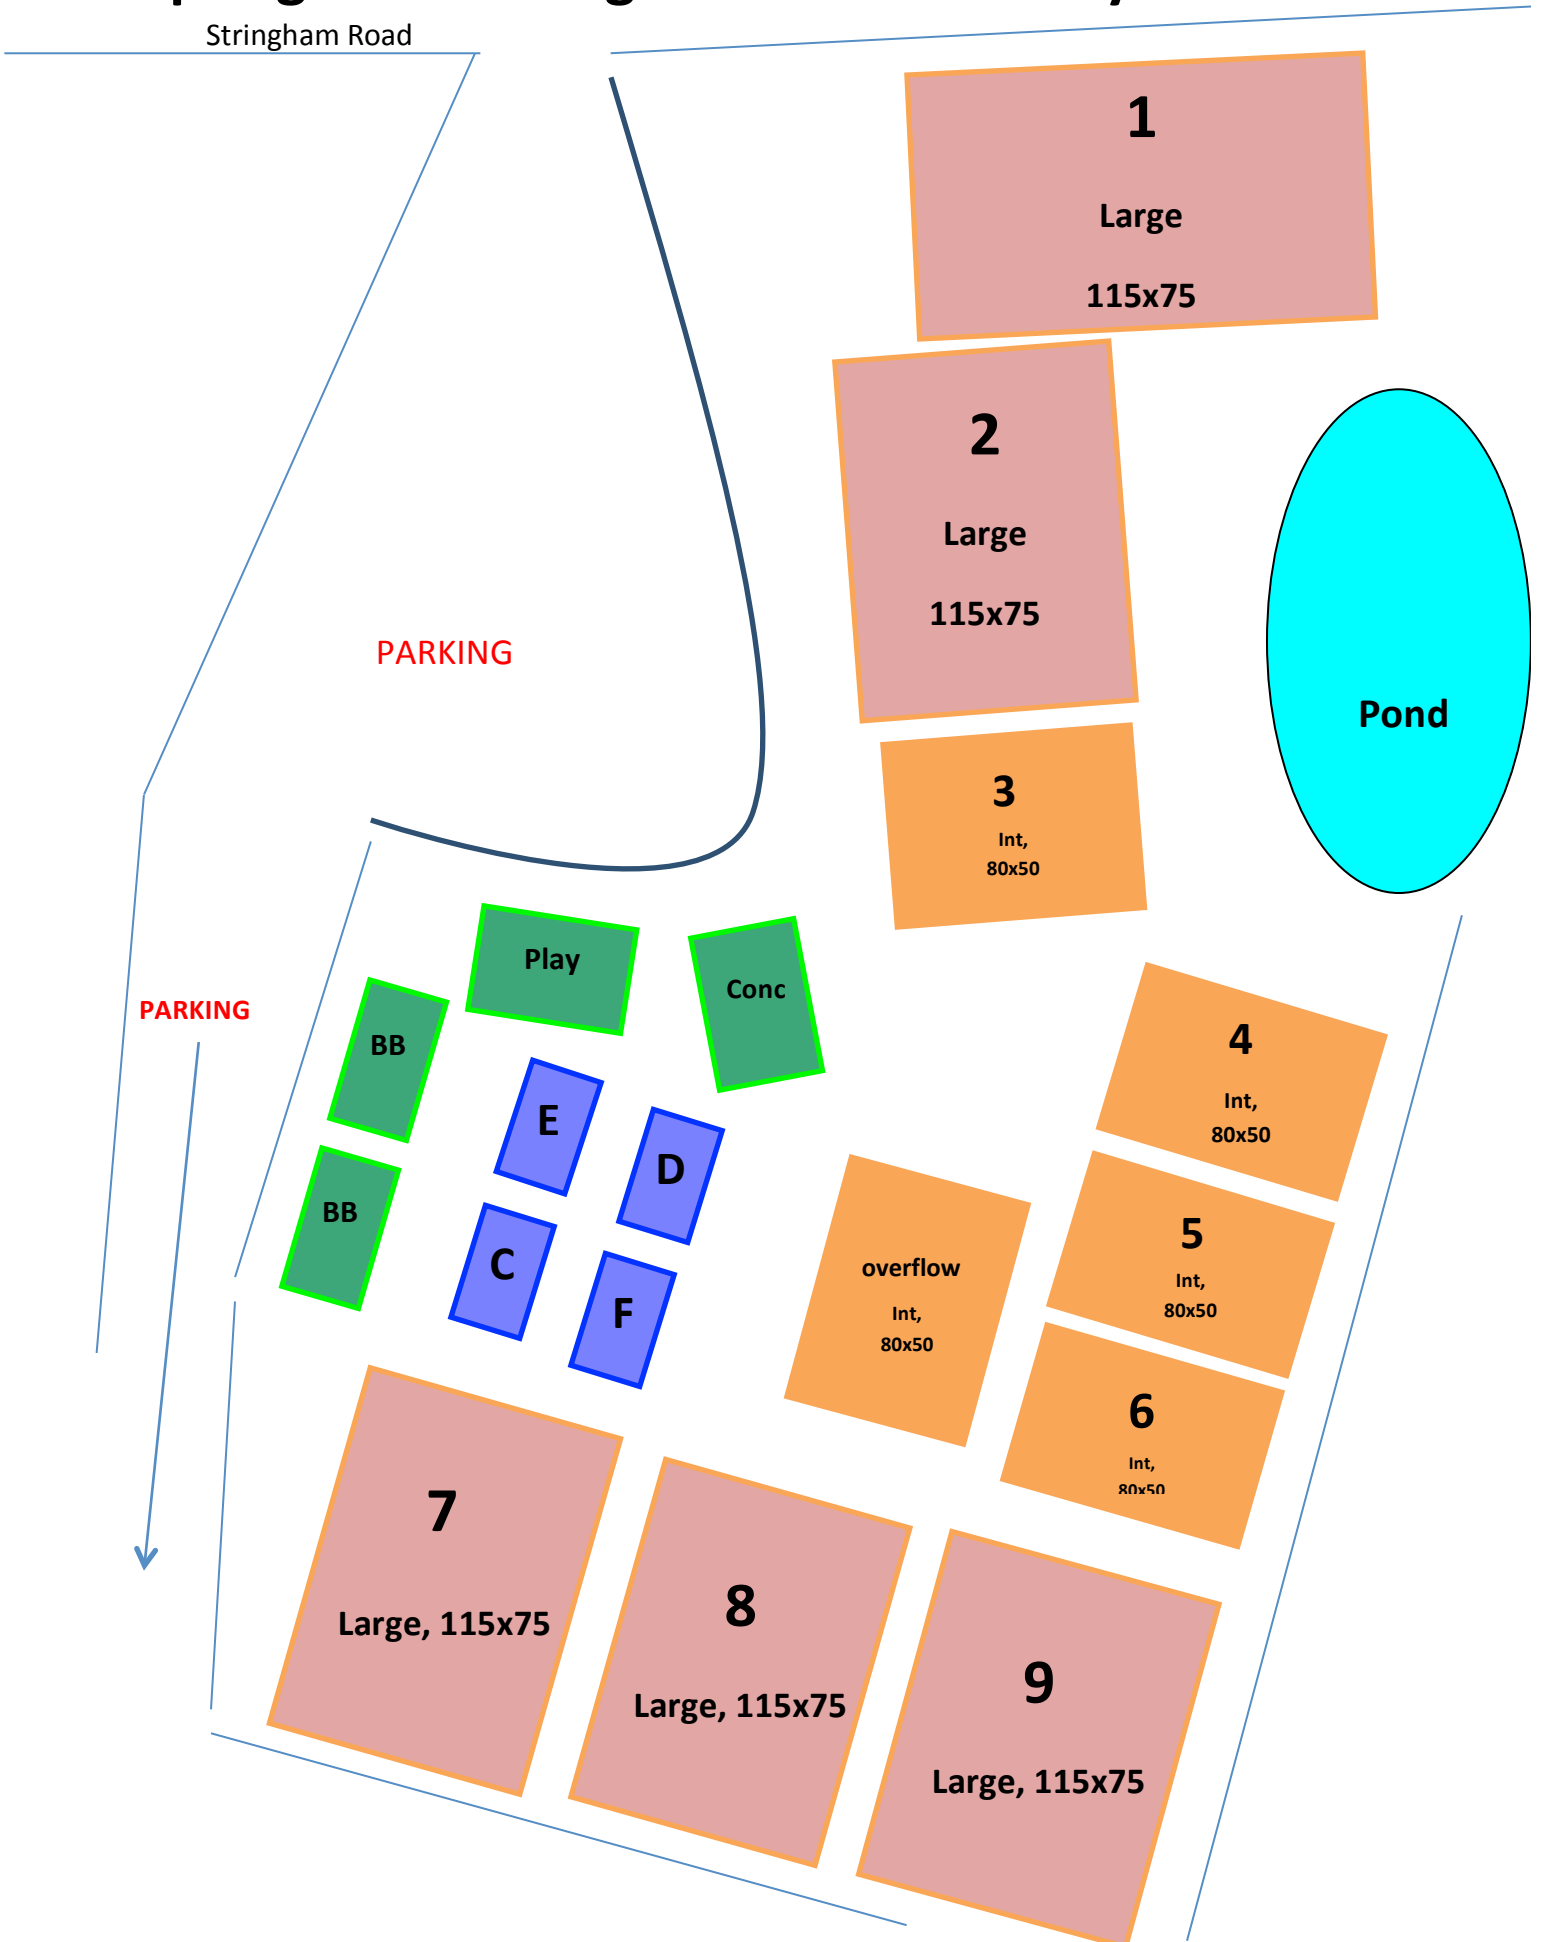 Stringham Road
1
Large
115x75
2
Large
115x75
PARKING
Pond
3
Int,
80x50
Play
Conc
PARKING
BB
4
Int,
80x50
E
D
BB
C
F
overflow
Int,
80x50
5
Int,
80x50
6
Int,
80x50
7
Large, 115x75
8
Large, 115x75
9
Large, 115x75